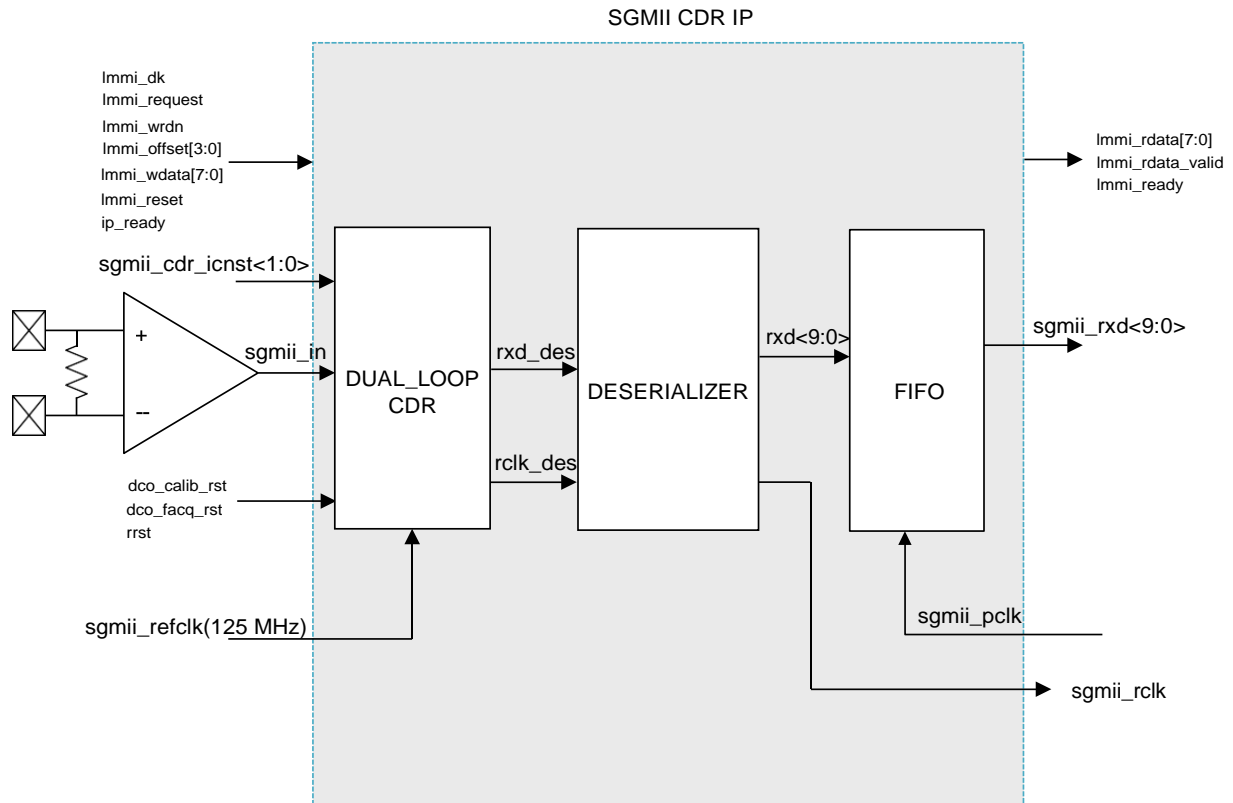 SGMII CDR IP
lmmi_dk
lmmi_request
lmmi_wrdn
lmmi_offset[3:0]
lmmi_wdata[7:0]
lmmi_reset
ip_ready
lmmi_rdata[7:0]
lmmi_rdata_valid
lmmi_ready
sgmii_cdr_icnst<1:0>
+
--
sgmii_in
DUAL_LOOP
CDR
rxd_des
rclk_des
DESERIALIZER
rxd<9:0>
FIFO
sgmii_rxd<9:0>
dco_calib_rst
dco_facq_rst
rrst
sgmii_refclk(125 MHz)
sgmii_pclk
sgmii_rclk